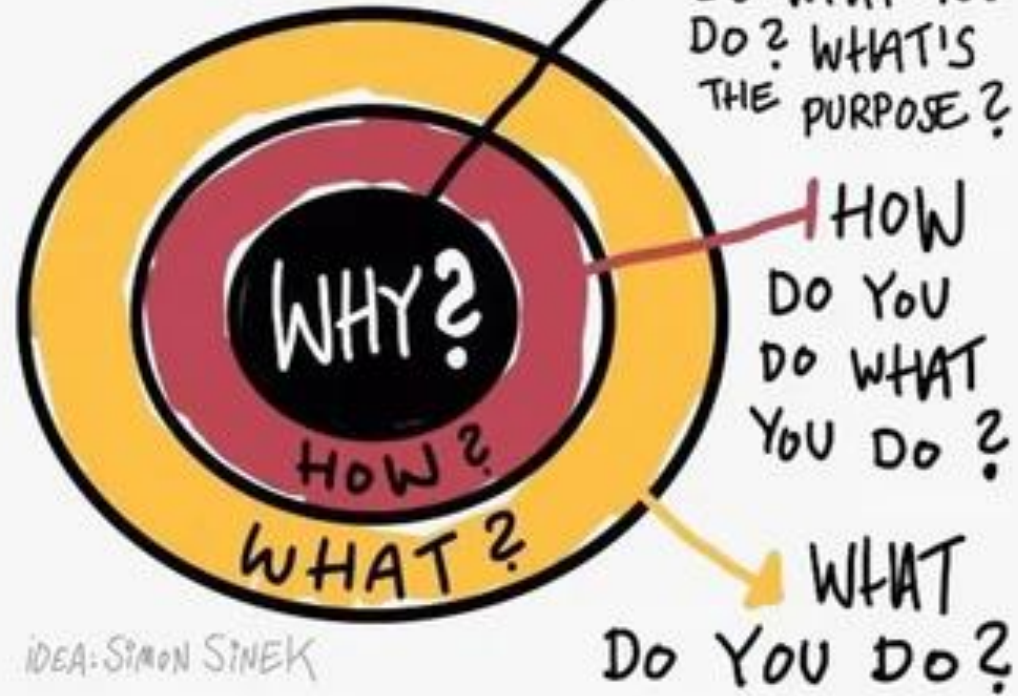 DO? WHAT'S
THE PURPOSE?
HOW
DO YOU
DO WHAT
YOU DO?
WHY?
HOW?
WHAT?
WHAT
DO YOU DO?
iDEA: SiMON SiNEK